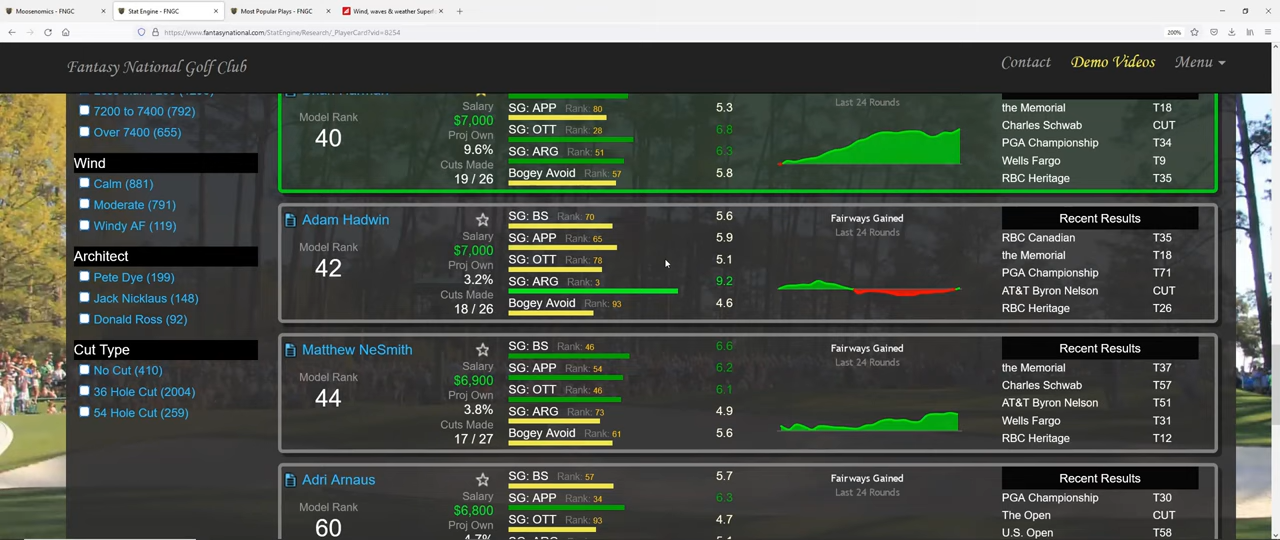 Moosenomics - FNGC
Stat Engine - FNGC
Most Popular Plays - FNGC
Wind, waves & weather Superf
https://www.fantasynational.com/StatEngine/Research/_PlayerCard?vid=8254
200%
Fantasy National Golf Club
Contact
Demo Videos
Menu
7200 to 7400 (792)
Over 7400 (655)
Wind
Calm (881)
Moderate (791)
Windy AF (119)
Architect
Pete Dye (199)
Jack Nicklaus (148)
Donald Ross (92)
Cut Type
No Cut (410)
36 Hole Cut (2004)
54 Hole Cut (259)
Model Rank
40
Salary
$7,000
Proj Own
9.6%
Cuts Made
19 / 26
SG: APP Rank: 80 5.3
SG: OTT Rank: 28 6.8
SG: ARG Rank: 51 6.3
Bogey Avoid Rank: 57 5.8
Last 24 Rounds
the Memorial T18
Charles Schwab CUT
PGA Championship T34
Wells Fargo T9
RBC Heritage T35
Adam Hadwin
Model Rank
42
Salary
$7,000
Proj Own
3.2%
Cuts Made
18 / 26
SG: BS Rank: 70 5.6
SG: APP Rank: 65 5.9
SG: OTT Rank: 78 5.1
SG: ARG Rank: 3 9.2
Bogey Avoid Rank: 93 4.6
Fairways Gained
Last 24 Rounds
Recent Results
RBC Canadian T35
the Memorial T18
PGA Championship T71
AT&T Byron Nelson CUT
RBC Heritage T26
Matthew NeSmith
Model Rank
44
Salary
$6,900
Proj Own
3.8%
Cuts Made
17 / 27
SG: BS Rank: 46 6.6
SG: APP Rank: 54 6.2
SG: OTT Rank: 46 6.1
SG: ARG Rank: 73 4.9
Bogey Avoid Rank: 61 5.6
Fairways Gained
Last 24 Rounds
Recent Results
the Memorial T37
Charles Schwab T57
AT&T Byron Nelson T51
Wells Fargo T31
RBC Heritage T12
Adri Arnaus
Model Rank
60
Salary
$6,800
Proj Own
SG: BS Rank: 57 5.7
SG: APP Rank: 34 6.3
SG: OTT Rank: 93 4.7
Fairways Gained
Last 24 Rounds
Recent Results
PGA Championship T30
The Open CUT
U.S. Open T58